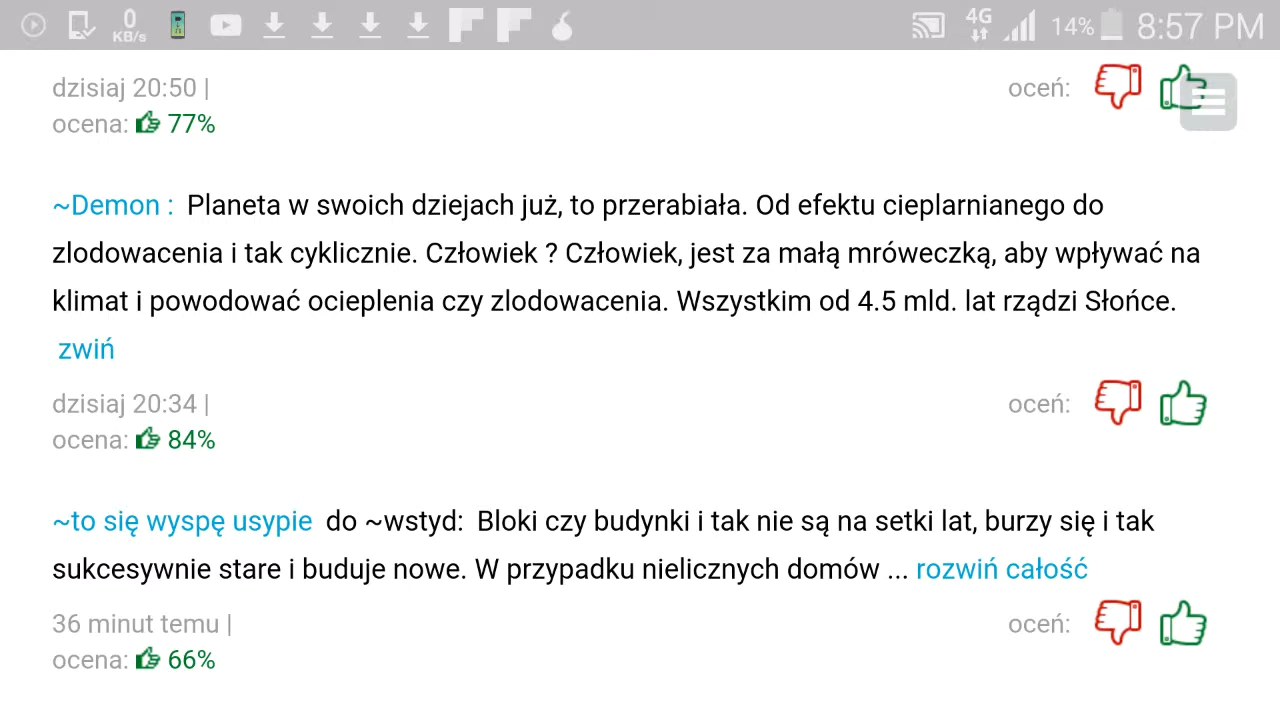 0
KB/s
4G
14%
8:57 PM
dzisiaj 20:50 |
oceń:
ocena: 77%
~Demon : Planeta w swoich dziejach już, to przerabiała. Od efektu cieplarnianego do
zlodowacenia i tak cyklicznie. Człowiek ? Człowiek, jest za małą mróweczką, aby wpływać na
klimat i powodować ocieplenia czy zlodowacenia. Wszystkim od 4.5 mld. lat rządzi Słońce.
zwiń
dzisiaj 20:34 |
oceń:
ocena: 84%
~to się wyspę usypie do ~wstyd: Bloki czy budynki i tak nie są na setki lat, burzy się i tak
sukcesywnie stare i buduje nowe. W przypadku nielicznych domów ... rozwiń całość
36 minut temu |
oceń:
ocena: 66%